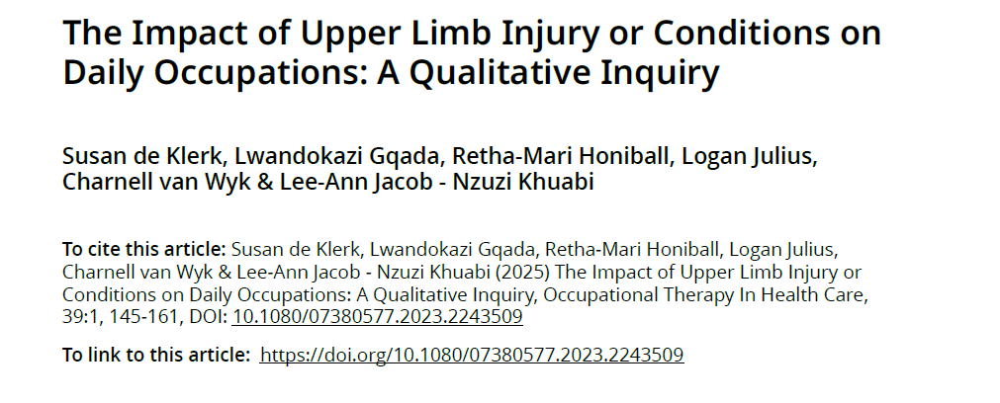 The Impact of Upper Limb Injury or Conditions on
Daily Occupations: A Qualitative Inquiry
Susan de Klerk, Lwandokazi Gqada, Retha-Mari Honiball, Logan Julius,
Charnell van Wyk & Lee-Ann Jacob - Nzuzi Khuabi
To cite this article: Susan de Klerk, Lwandokazi Gqada, Retha-Mari Honiball, Logan Julius,
Charnell van Wyk & Lee-Ann Jacob - Nzuzi Khuabi (2025) The Impact of Upper Limb Injury or
Conditions on Daily Occupations: A Qualitative Inquiry, Occupational Therapy In Health Care,
39:1, 145-161, DOI: 10.1080/07380577.2023.2243509
To link to this article: https://doi.org/10.1080/07380577.2023.2243509